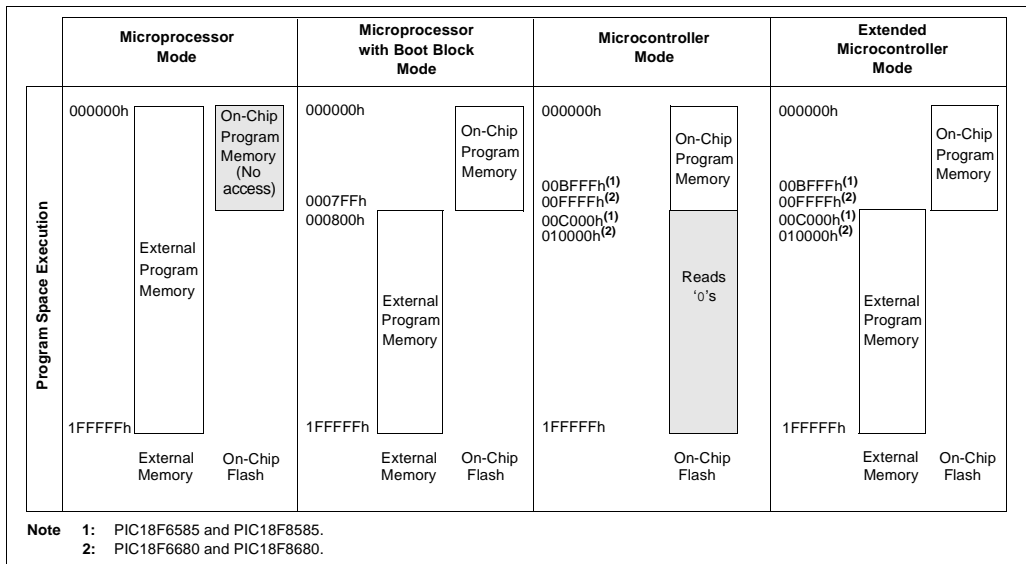 Microprocessor
Mode
Microprocessor
with Boot Block
Mode
Microcontroller
Mode
Extended
Microcontroller
Mode
Program Space Execution
000000h
On-Chip
Program
Memory
(No
access)
External
Program
Memory
1FFFFFh
External
Memory
On-Chip
Flash
000000h
On-Chip
Program
Memory
0007FFh
000800h
External
Program
Memory
1FFFFFh
External
Memory
On-Chip
Flash
000000h
On-Chip
Program
Memory
00BFFFh(1)
00FFFFh(2)
00C000h(1)
010000h(2)
Reads
‘0’s
1FFFFFh
On-Chip
Flash
000000h
On-Chip
Program
Memory
00BFFFh(1)
00FFFFh(2)
00C000h(1)
010000h(2)
External
Program
Memory
1FFFFFh
External
Memory
On-Chip
Flash
Note 1: PIC18F6585 and PIC18F8585.
2: PIC18F6680 and PIC18F8680.